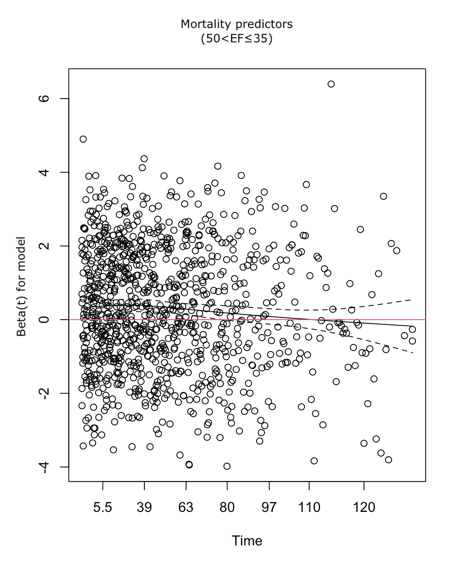 Mortality predictors
(50<EF≤35)
6
4
2
0
-2
-4
Beta(t) for model
5.5 39 63 80 97 110 120
Time